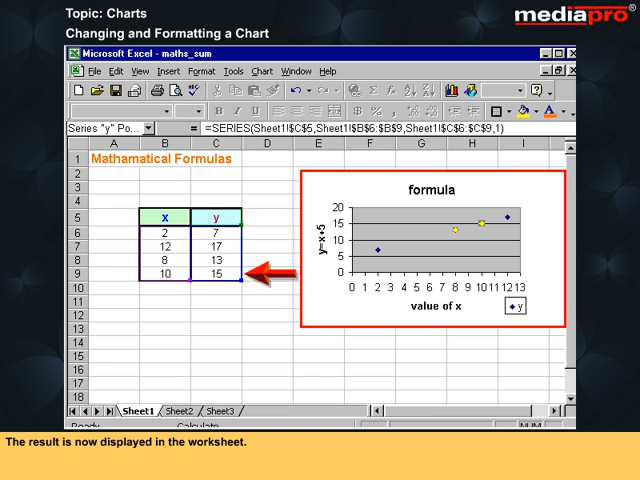 Topic: Charts
mediapro®
Changing and Formatting a Chart
Microsoft Excel - maths_sum
File Edit View Insert Format Tools Chart Window Help
Series "y" Po... = =SERIES(Sheet1!$C$5,Sheet1!$B$6:$B$9,Sheet1!$C$6:$C$9,1)
A B C D E F G H I
1 Mathamatical Formulas
2
3
4
5 x y
6 2 7
7 12 17
8 8 13
9 10 15
10
11
12
13
14
15
16
17
18
formula
y=x+5
20
15
10
5
0
0 1 2 3 4 5 6 7 8 9 10 11 12 13
value of x
y
Sheet1 Sheet2 Sheet3
Ready Calculate NUM
The result is now displayed in the worksheet.